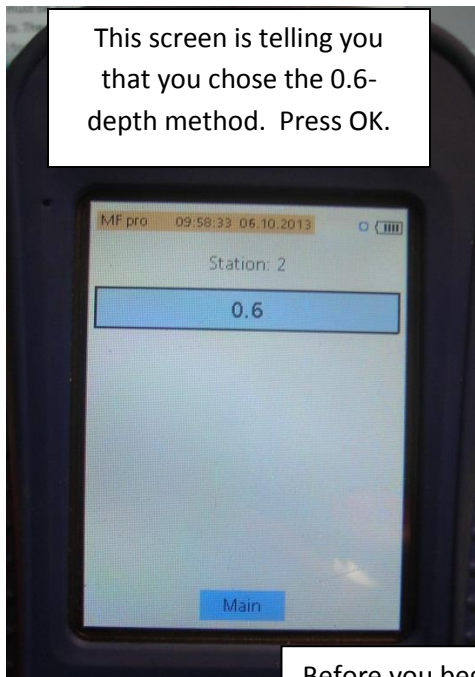 This screen is telling you
that you chose the 0.6-
depth method.  Press OK.
MF pro 09:58:33 06.10.2013
Station: 2
0.6
Main
Before you